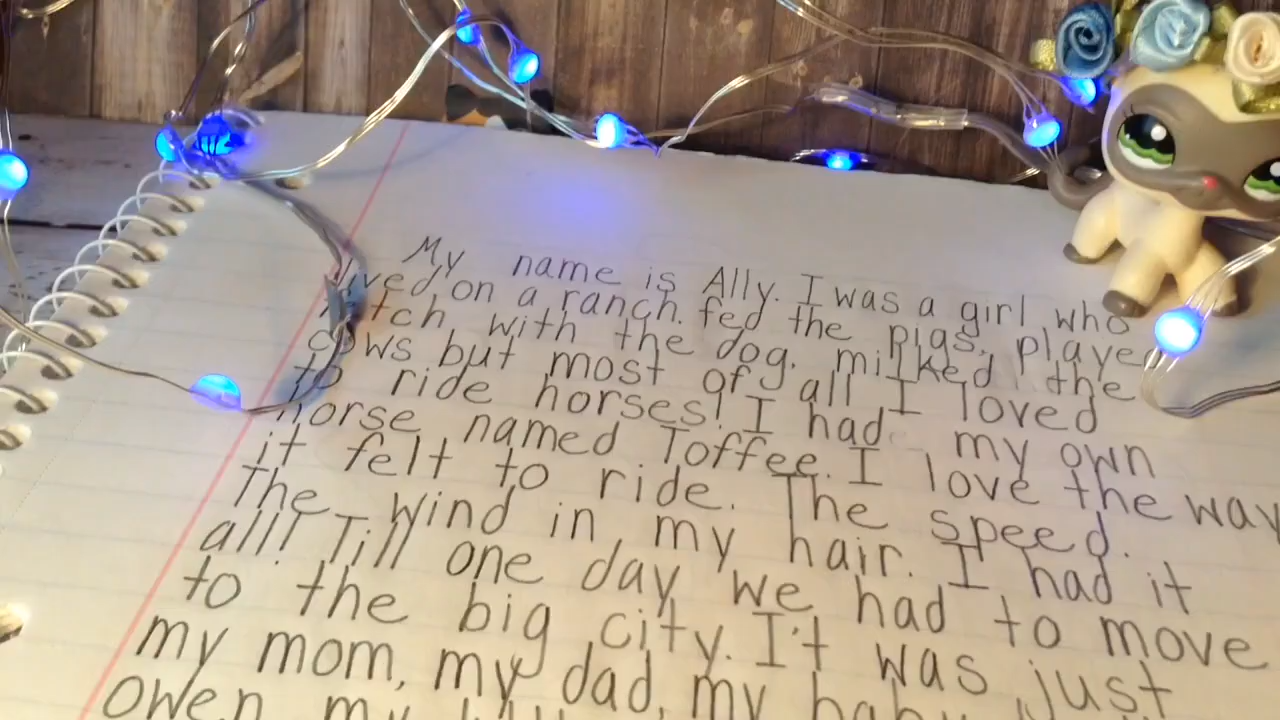 My name is Ally. I was a girl who
lived on a ranch. fed the pigs, played
fetch with the dog. milked the
cows but most of all I loved
to ride horses! I had my own
horse named Toffee. I love the way
it felt to ride. The speed.
The wind in my hair. I had it
all! Till one day we had to move
to the big city. It was just
my mom, my dad, my baby
Owen, my